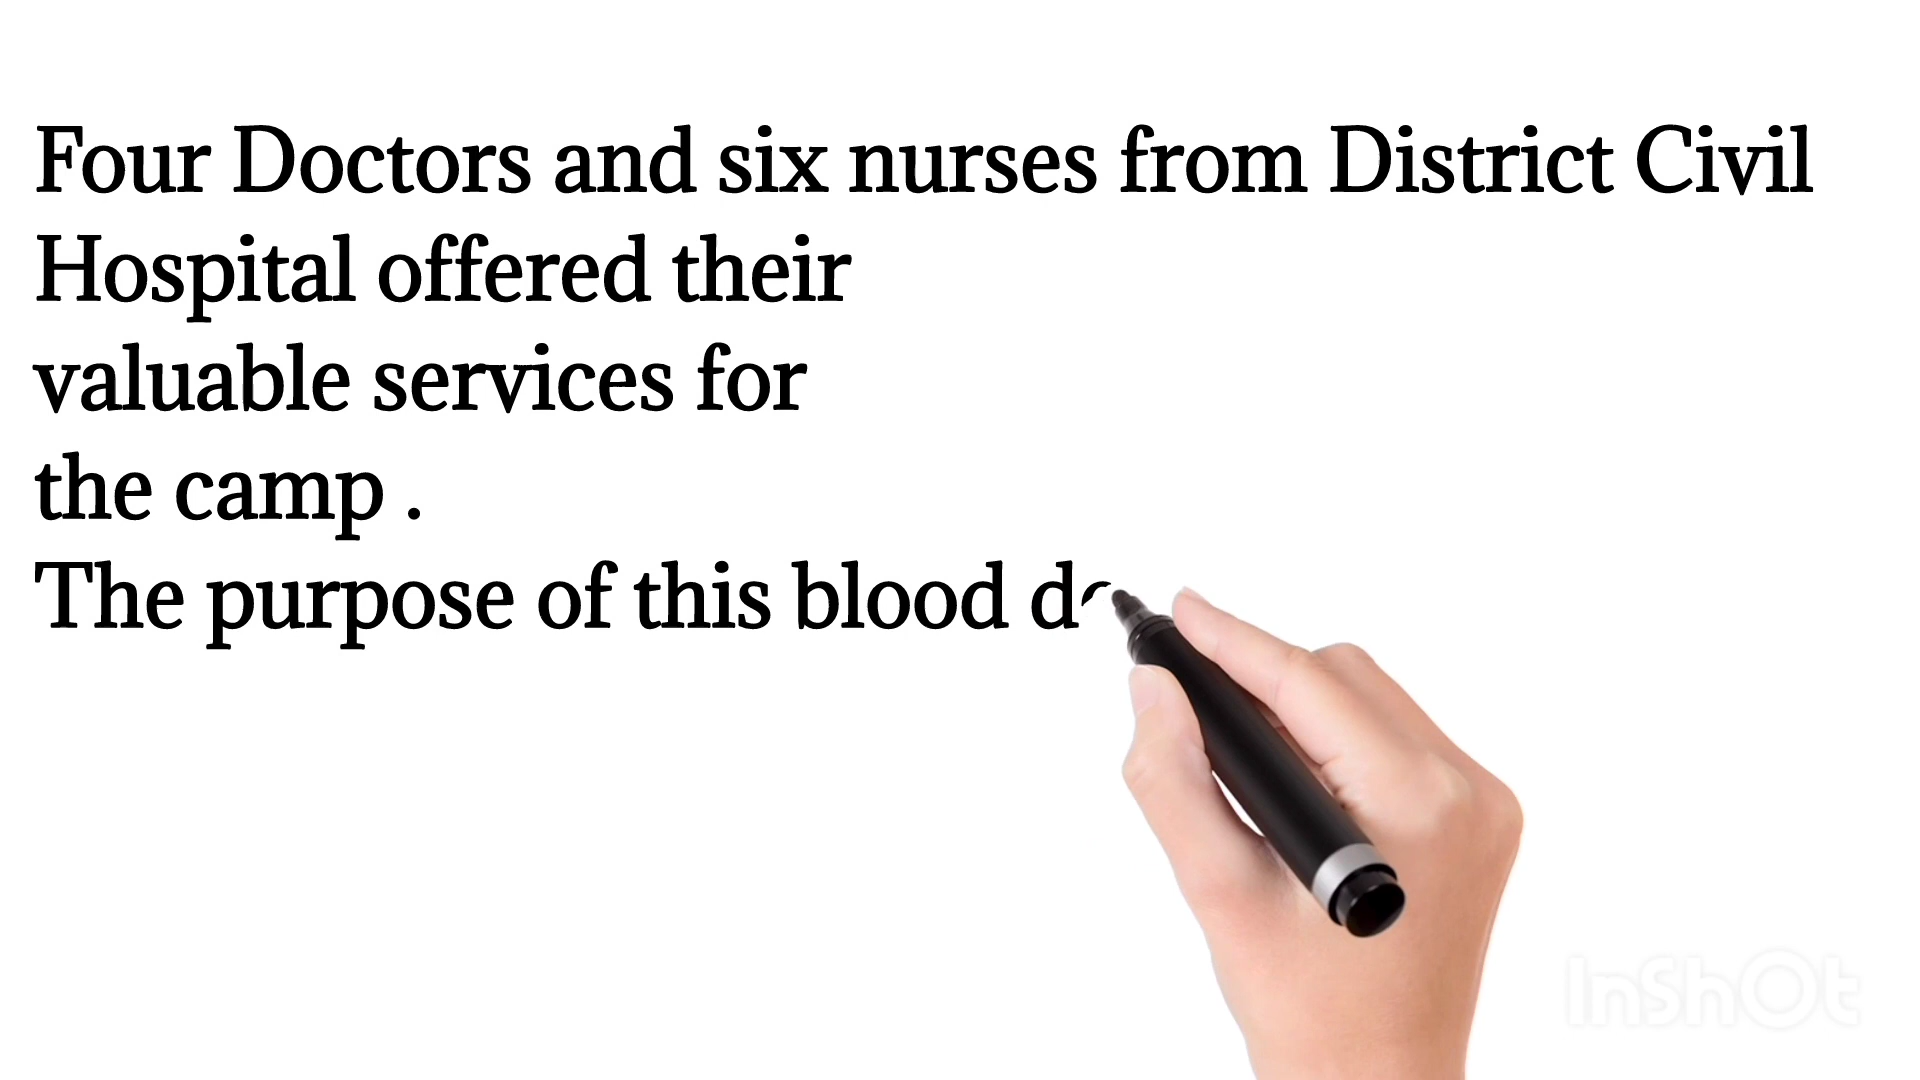 Four Doctors and six nurses from District Civil
Hospital offered their
valuable services for
the camp .
The purpose of this blood
InShOt